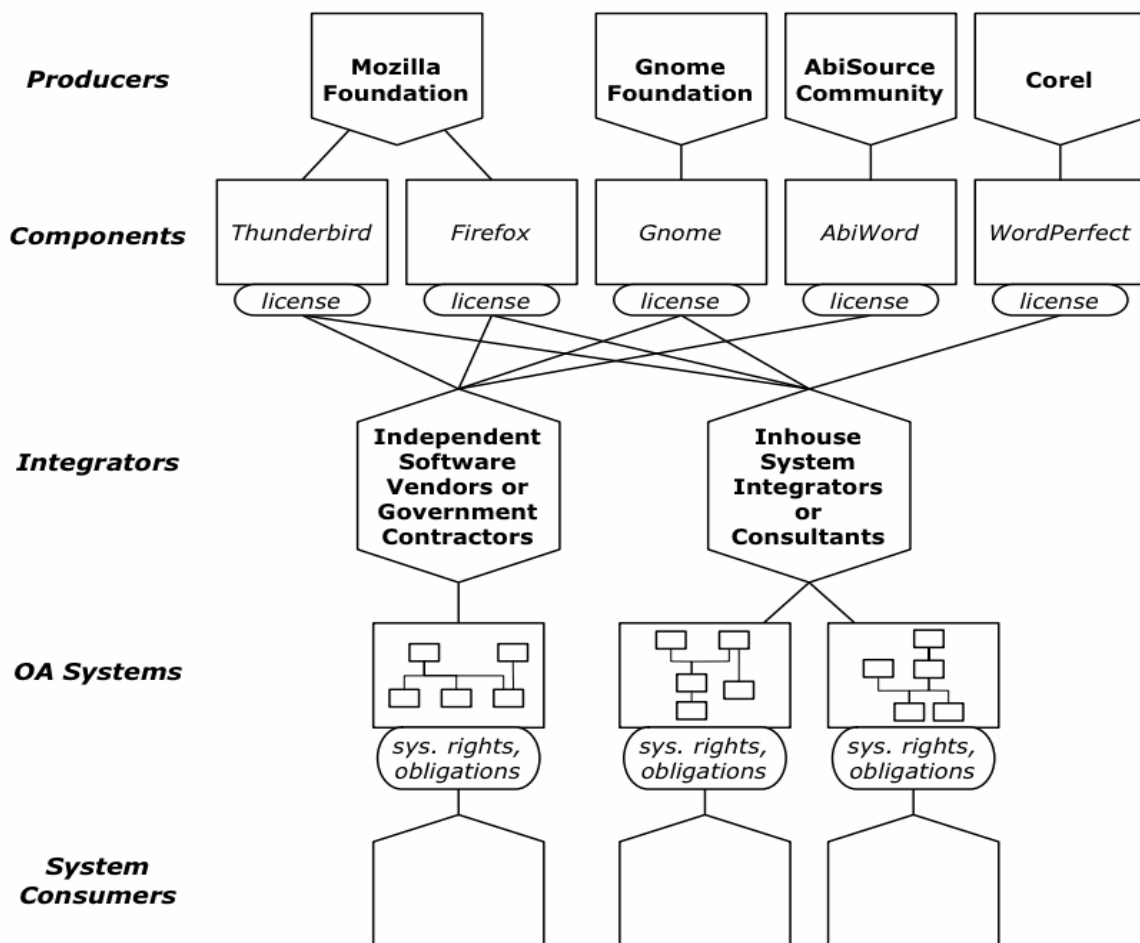 Producers
Mozilla
Foundation
Gnome
Foundation
AbiSource
Community
Corel
Components
Thunderbird
Firefox
Gnome
AbiWord
WordPerfect
license
license
license
license
license
Integrators
Independent
Software
Vendors or
Government
Contractors
Inhouse
System
Integrators
or
Consultants
OA Systems
sys. rights,
obligations
sys. rights,
obligations
sys. rights,
obligations
System
Consumers